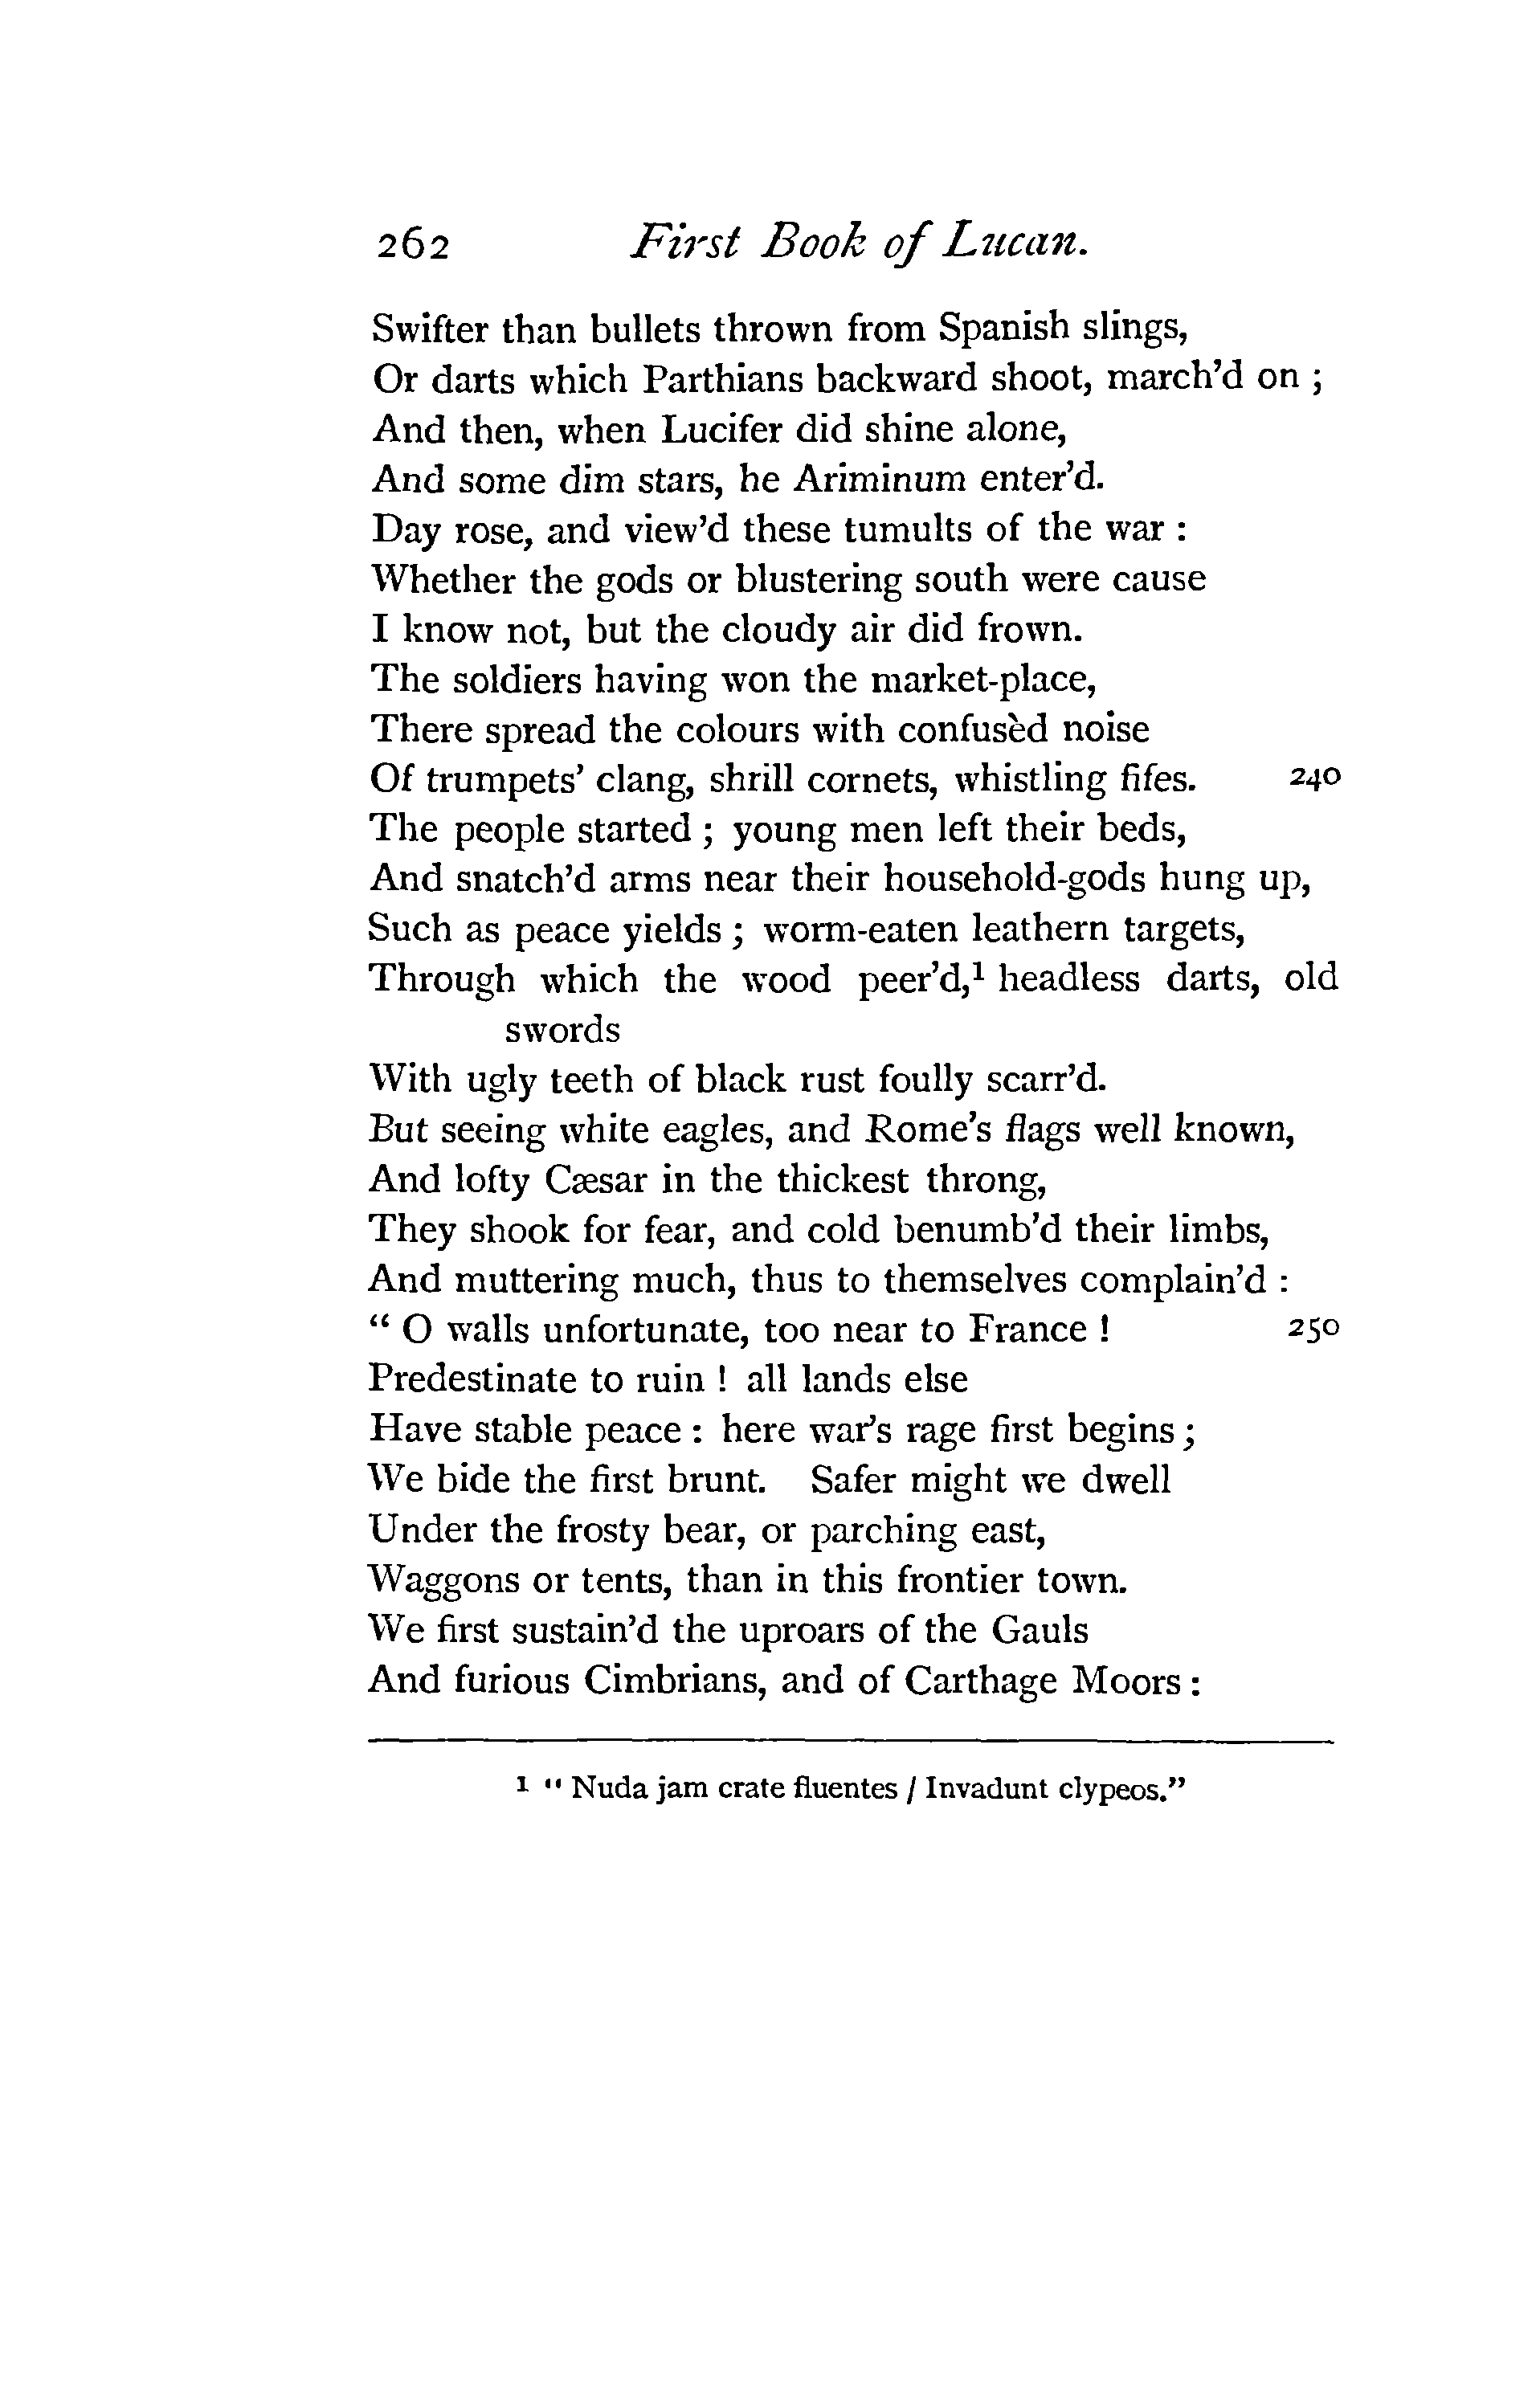 262 First Book of Lucan.
Swifter than bullets thrown from Spanish slings,
Or darts which Parthians backward shoot, march'd on ;
And then, when Lucifer did shine alone,
And some dim stars, he Ariminum enter'd.
Day rose, and view'd these tumults of the war :
Whether the gods or blustering south were cause
I know not, but the cloudy air did frown.
The soldiers having won the market-place,
There spread the colours with confusèd noise
Of trumpets' clang, shrill cornets, whistling fifes. 240
The people started ; young men left their beds,
And snatch'd arms near their household-gods hung up,
Such as peace yields ; worm-eaten leathern targets,
Through which the wood peer'd,¹ headless darts, old
swords
With ugly teeth of black rust foully scarr'd.
But seeing white eagles, and Rome's flags well known,
And lofty Cæsar in the thickest throng,
They shook for fear, and cold benumb'd their limbs,
And muttering much, thus to themselves complain'd :
“ O walls unfortunate, too near to France ! 250
Predestinate to ruin ! all lands else
Have stable peace : here war's rage first begins ;
We bide the first brunt. Safer might we dwell
Under the frosty bear, or parching east,
Waggons or tents, than in this frontier town.
We first sustain'd the uproars of the Gauls
And furious Cimbrians, and of Carthage Moors :
¹ “ Nuda jam crate fluentes / Invadunt clypeos.”